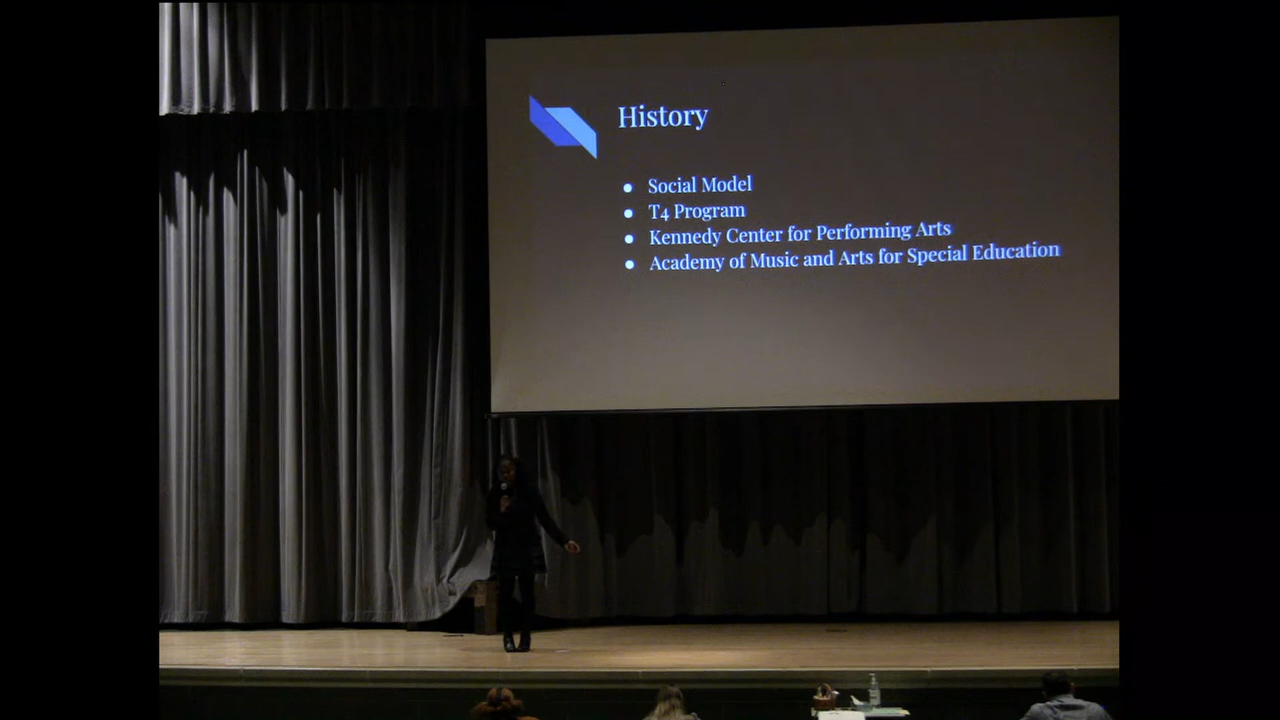 History
● Social Model
● T4 Program
● Kennedy Center for Performing Arts
● Academy of Music and Arts for Special Education